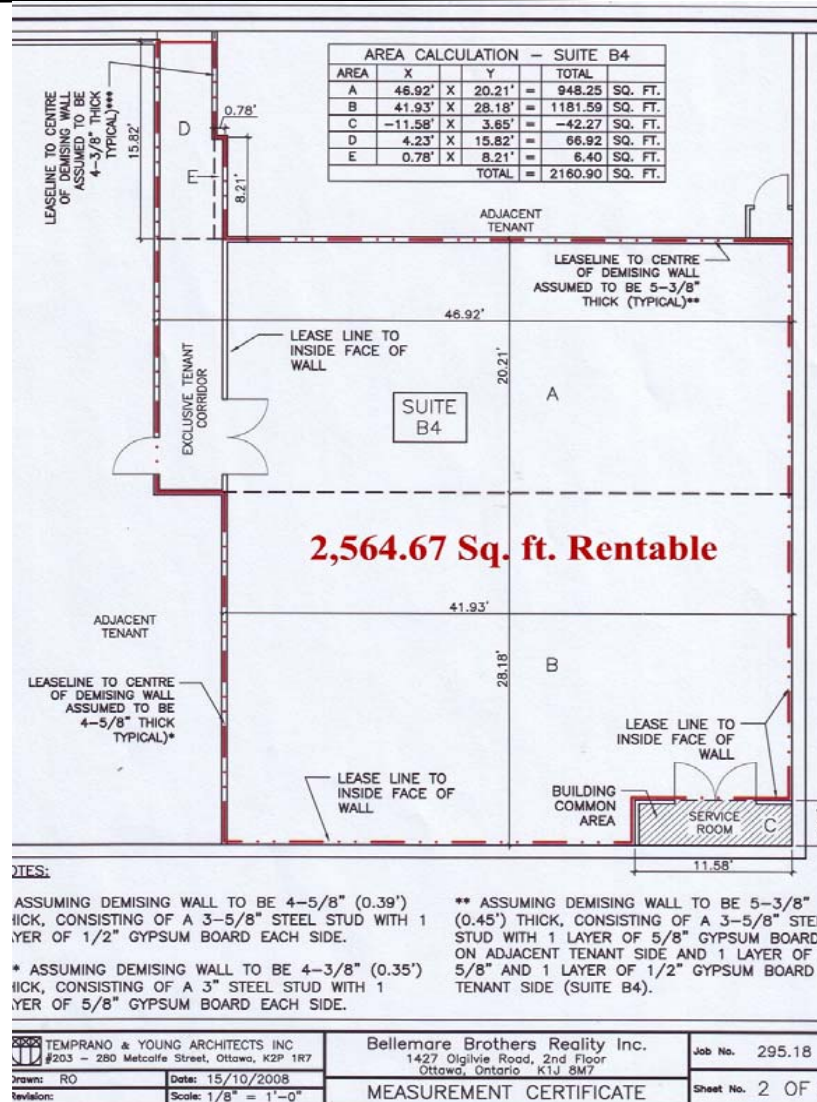 AREA CALCULATION – SUITE B4
AREA X Y TOTAL
A 46.92' X 20.21' = 948.25 SQ. FT.
B 41.93' X 28.18' = 1181.59 SQ. FT.
C –11.58' X 3.65' = –42.27 SQ. FT.
D 4.23' X 15.82' = 66.92 SQ. FT.
E 0.78' X 8.21' = 6.40 SQ. FT.
TOTAL = 2160.90 SQ. FT.
LEASELINE TO CENTRE
OF DEMISING WALL
ASSUMED TO BE
4–3/8" THICK
TYPICAL)***
15.82'
D
0.78'
E
8.21'
ADJACENT
TENANT
LEASELINE TO CENTRE
OF DEMISING WALL
ASSUMED TO BE 5–3/8"
THICK (TYPICAL)**
46.92'
LEASE LINE TO
INSIDE FACE OF
WALL
20.21'
EXCLUSIVE TENANT
CORRIDOR
SUITE
B4
A
2,564.67 Sq. ft. Rentable
41.93'
ADJACENT
TENANT
28.18'
B
LEASELINE TO CENTRE
OF DEMISING WALL
ASSUMED TO BE
4–5/8" THICK
TYPICAL)*
LEASE LINE TO
INSIDE FACE OF
WALL
LEASE LINE TO
INSIDE FACE OF
WALL
BUILDING
COMMON
AREA
SERVICE
ROOM
C
11.58'
OTES:
ASSUMING DEMISING WALL TO BE 4–5/8" (0.39')
HICK, CONSISTING OF A 3–5/8" STEEL STUD WITH 1
AYER OF 1/2" GYPSUM BOARD EACH SIDE.
* ASSUMING DEMISING WALL TO BE 4–3/8" (0.35')
HICK, CONSISTING OF A 3" STEEL STUD WITH 1
AYER OF 5/8" GYPSUM BOARD EACH SIDE.
** ASSUMING DEMISING WALL TO BE 5–3/8"
(0.45') THICK, CONSISTING OF A 3–5/8" STE
STUD WITH 1 LAYER OF 5/8" GYPSUM BOARD
ON ADJACENT TENANT SIDE AND 1 LAYER OF
5/8" AND 1 LAYER OF 1/2" GYPSUM BOARD
TENANT SIDE (SUITE B4).
TEMPRANO & YOUNG ARCHITECTS INC
#203 – 280 Metcalfe Street, Ottawa, K2P 1R7
Drawn: RO
Date: 15/10/2008
Revision:
Scale: 1/8" = 1'–0"
Bellemare Brothers Reality Inc.
1427 Olgilvie Road, 2nd Floor
Ottawa, Ontario K1J 8M7
MEASUREMENT CERTIFICATE
Job No. 295.18
Sheet No. 2 OF